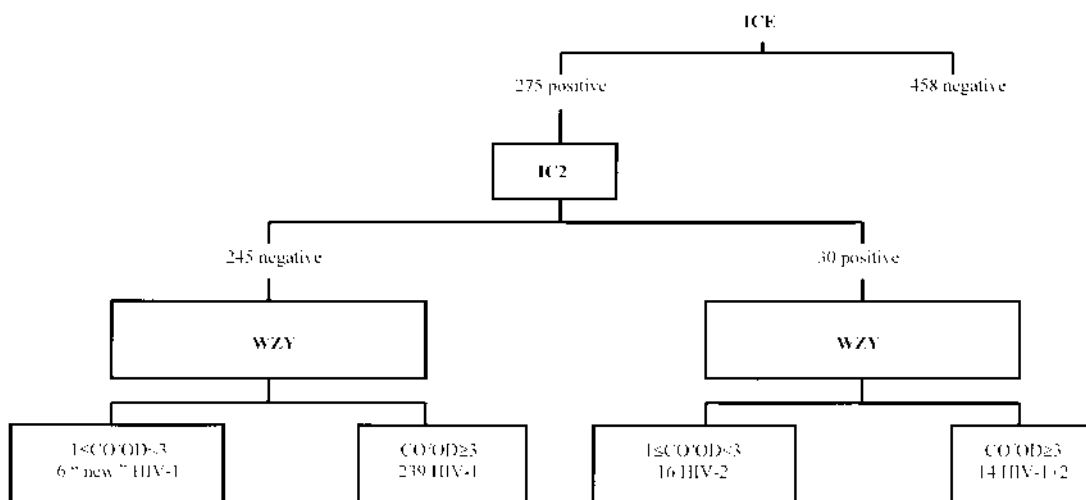 ICE
275 positive
458 negative
IC2
245 negative
30 positive
WZY
WZY
1≤CO/OD<3
6 “ new ” HIV-1
CO/OD≥3
239 HIV-1
1≤CO/OD<3
16 HIV-2
CO/OD≥3
14 HIV-1+2